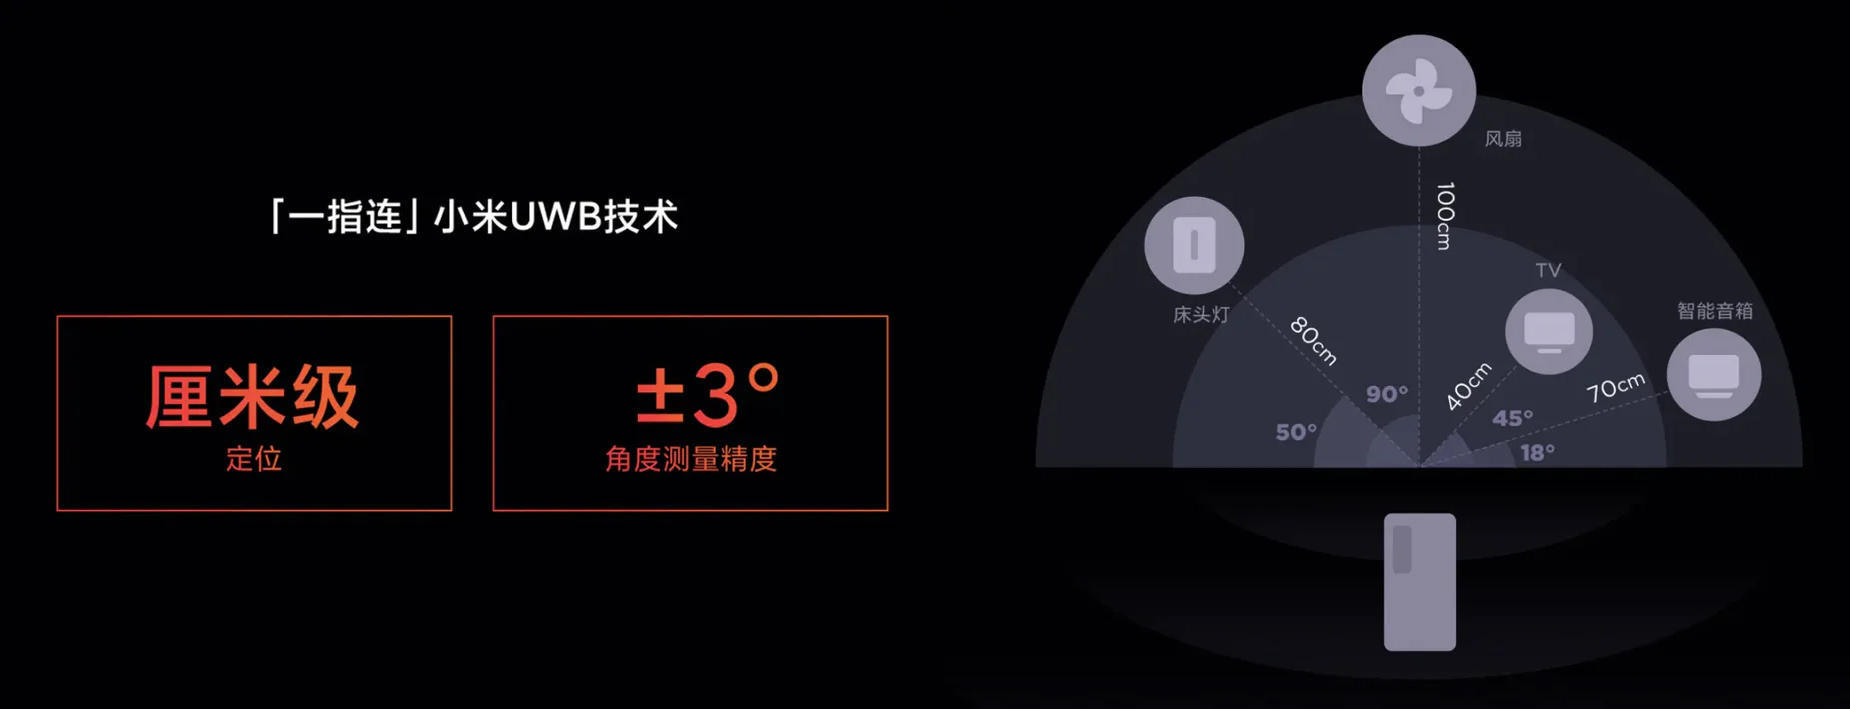 「一指连」小米UWB技术
厘米级
定位
±3°
角度测量精度
风扇
100cm
床头灯
80cm
TV
40cm
智能音箱
70cm
90°
50°
45°
18°